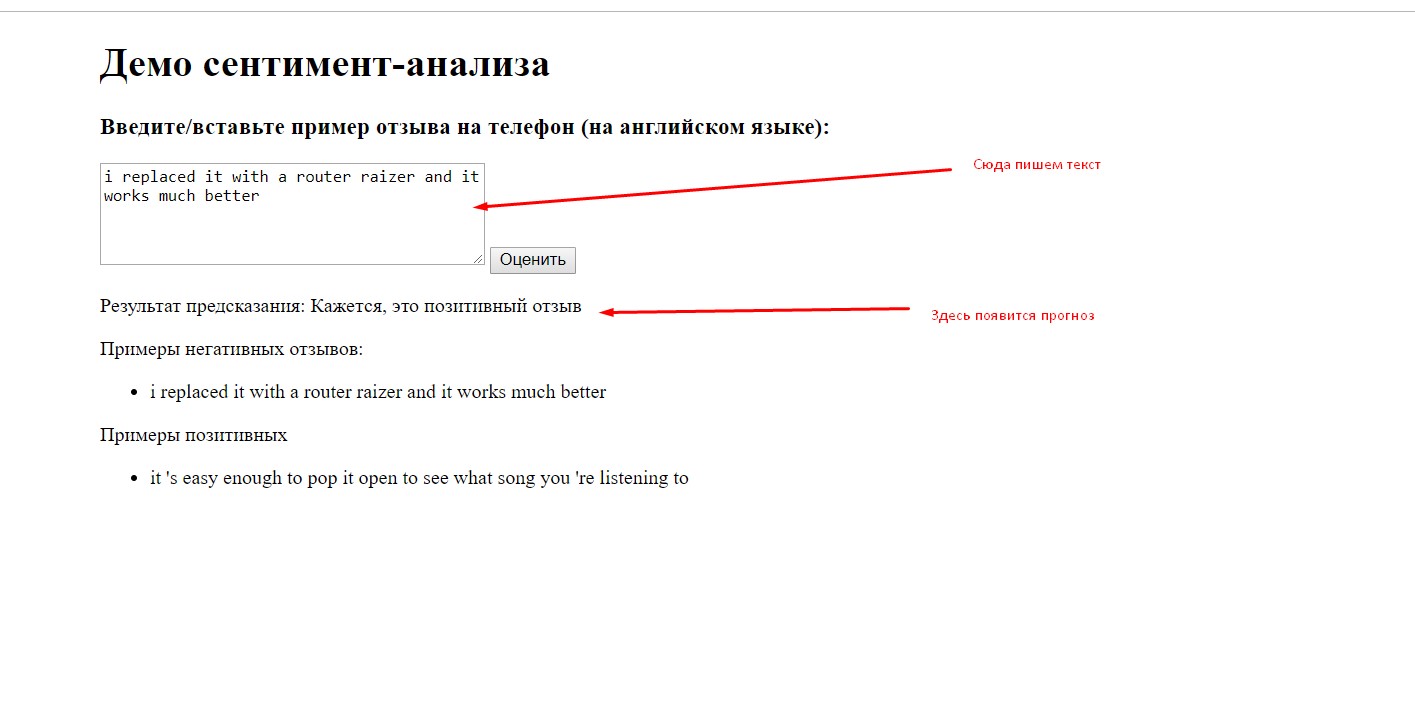 Демо сентимент-анализа
Введите/вставьте пример отзыва на телефон (на английском языке):
i replaced it with a router raizer and it
works much better
Сюда пишем текст
Оценить
Результат предсказания: Кажется, это позитивный отзыв
Здесь появится прогноз
Примеры негативных отзывов:
• i replaced it with a router raizer and it works much better
Примеры позитивных
• it 's easy enough to pop it open to see what song you 're listening to